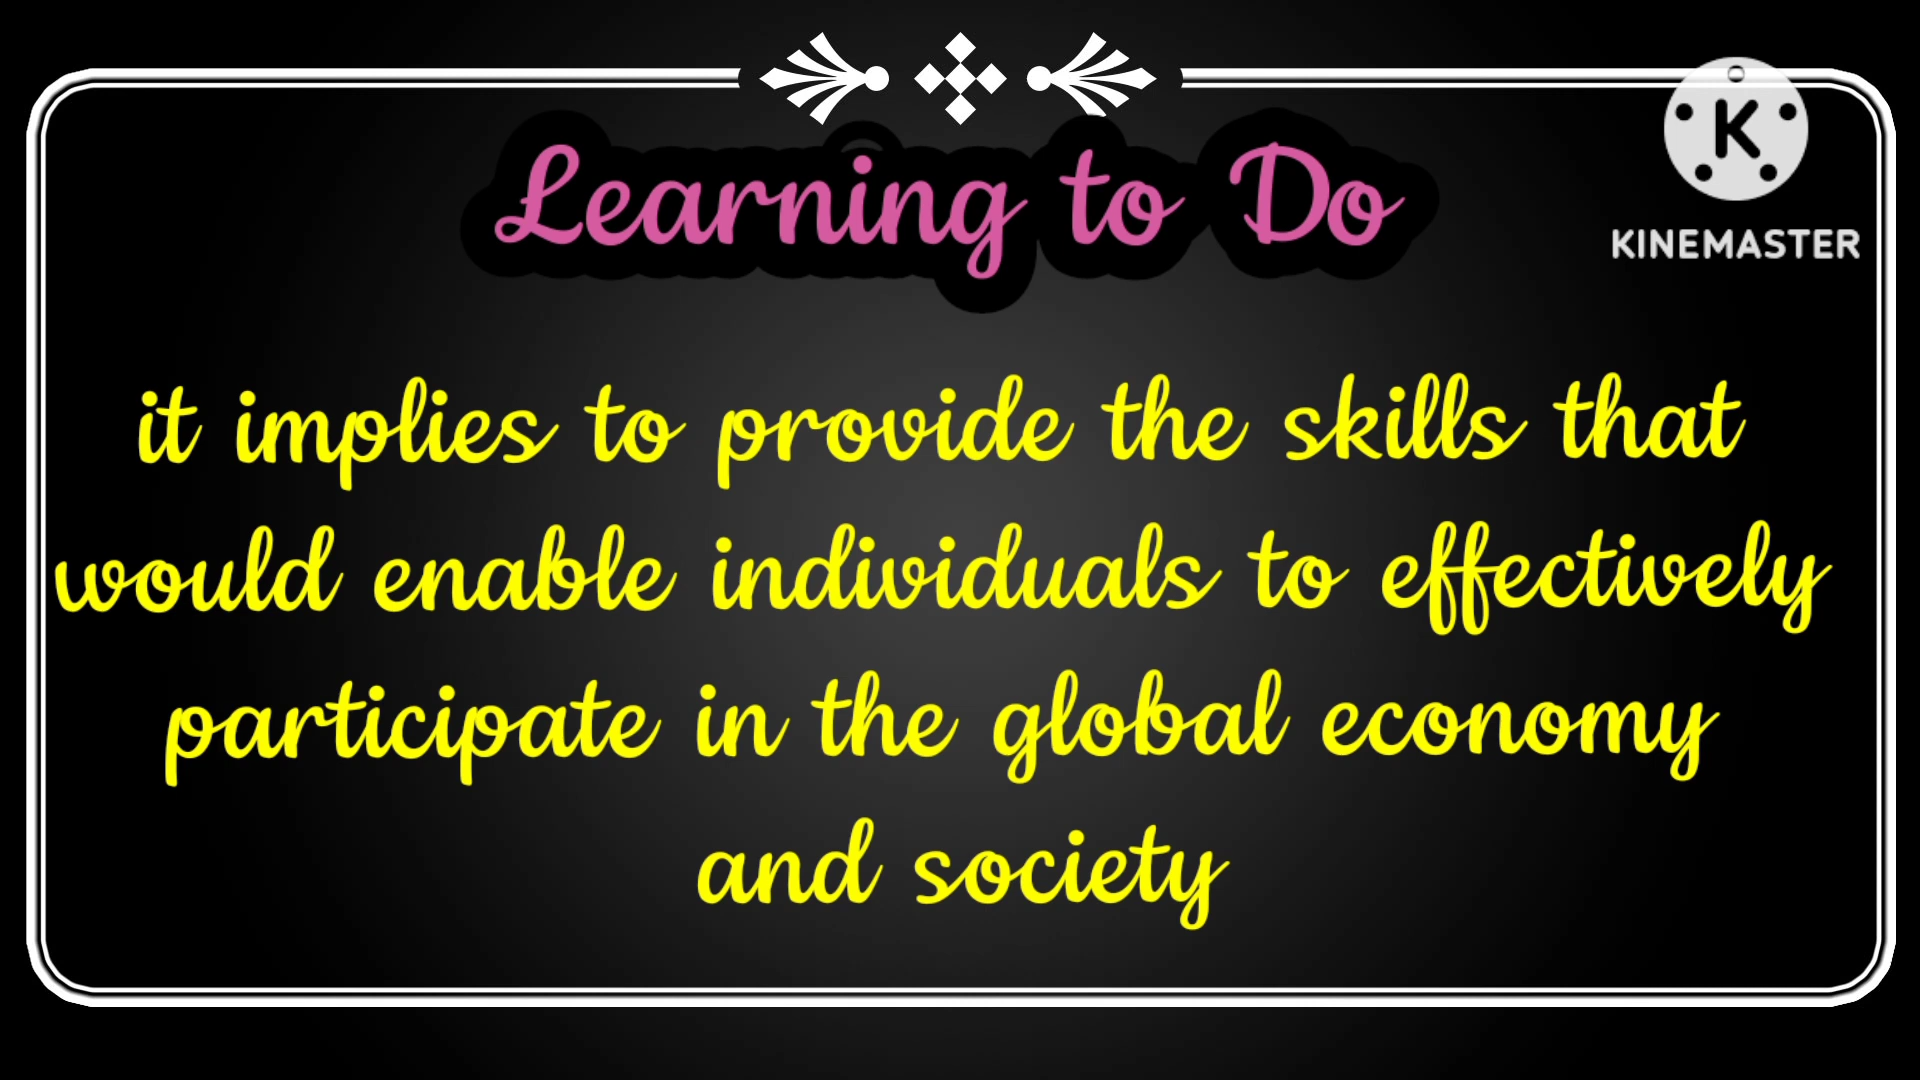 Learning to Do
K
KINEMASTER
it implies to provide the skills that
would enable individuals to effectively
participate in the global economy
and society